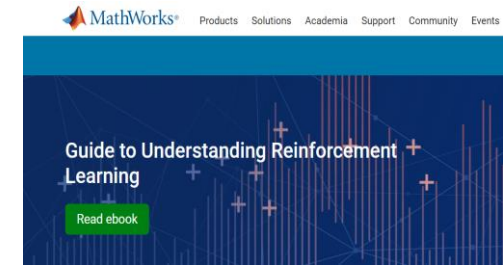 MathWorks® Products Solutions Academia Support Community Events
Guide to Understanding Reinforcement
Learning
Read ebook